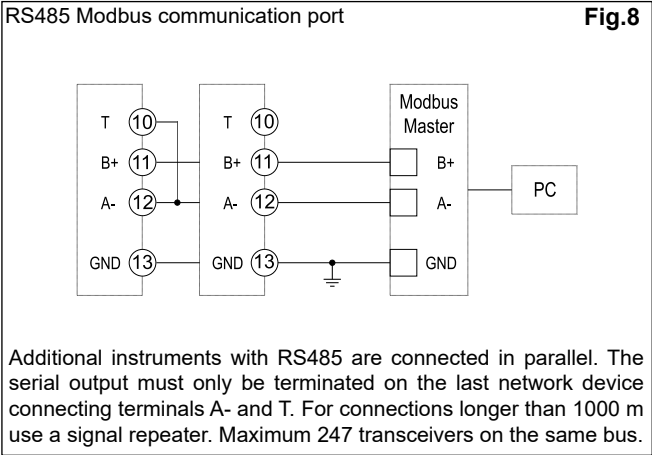 RS485 Modbus communication port Fig.8
Modbus
Master
T 10 T 10
B+ 11 B+ 11 B+
PC
A- 12 A- 12 A-
GND 13 GND 13 GND
Additional instruments with RS485 are connected in parallel. The
serial output must only be terminated on the last network device
connecting terminals A- and T. For connections longer than 1000 m
use a signal repeater. Maximum 247 transceivers on the same bus.